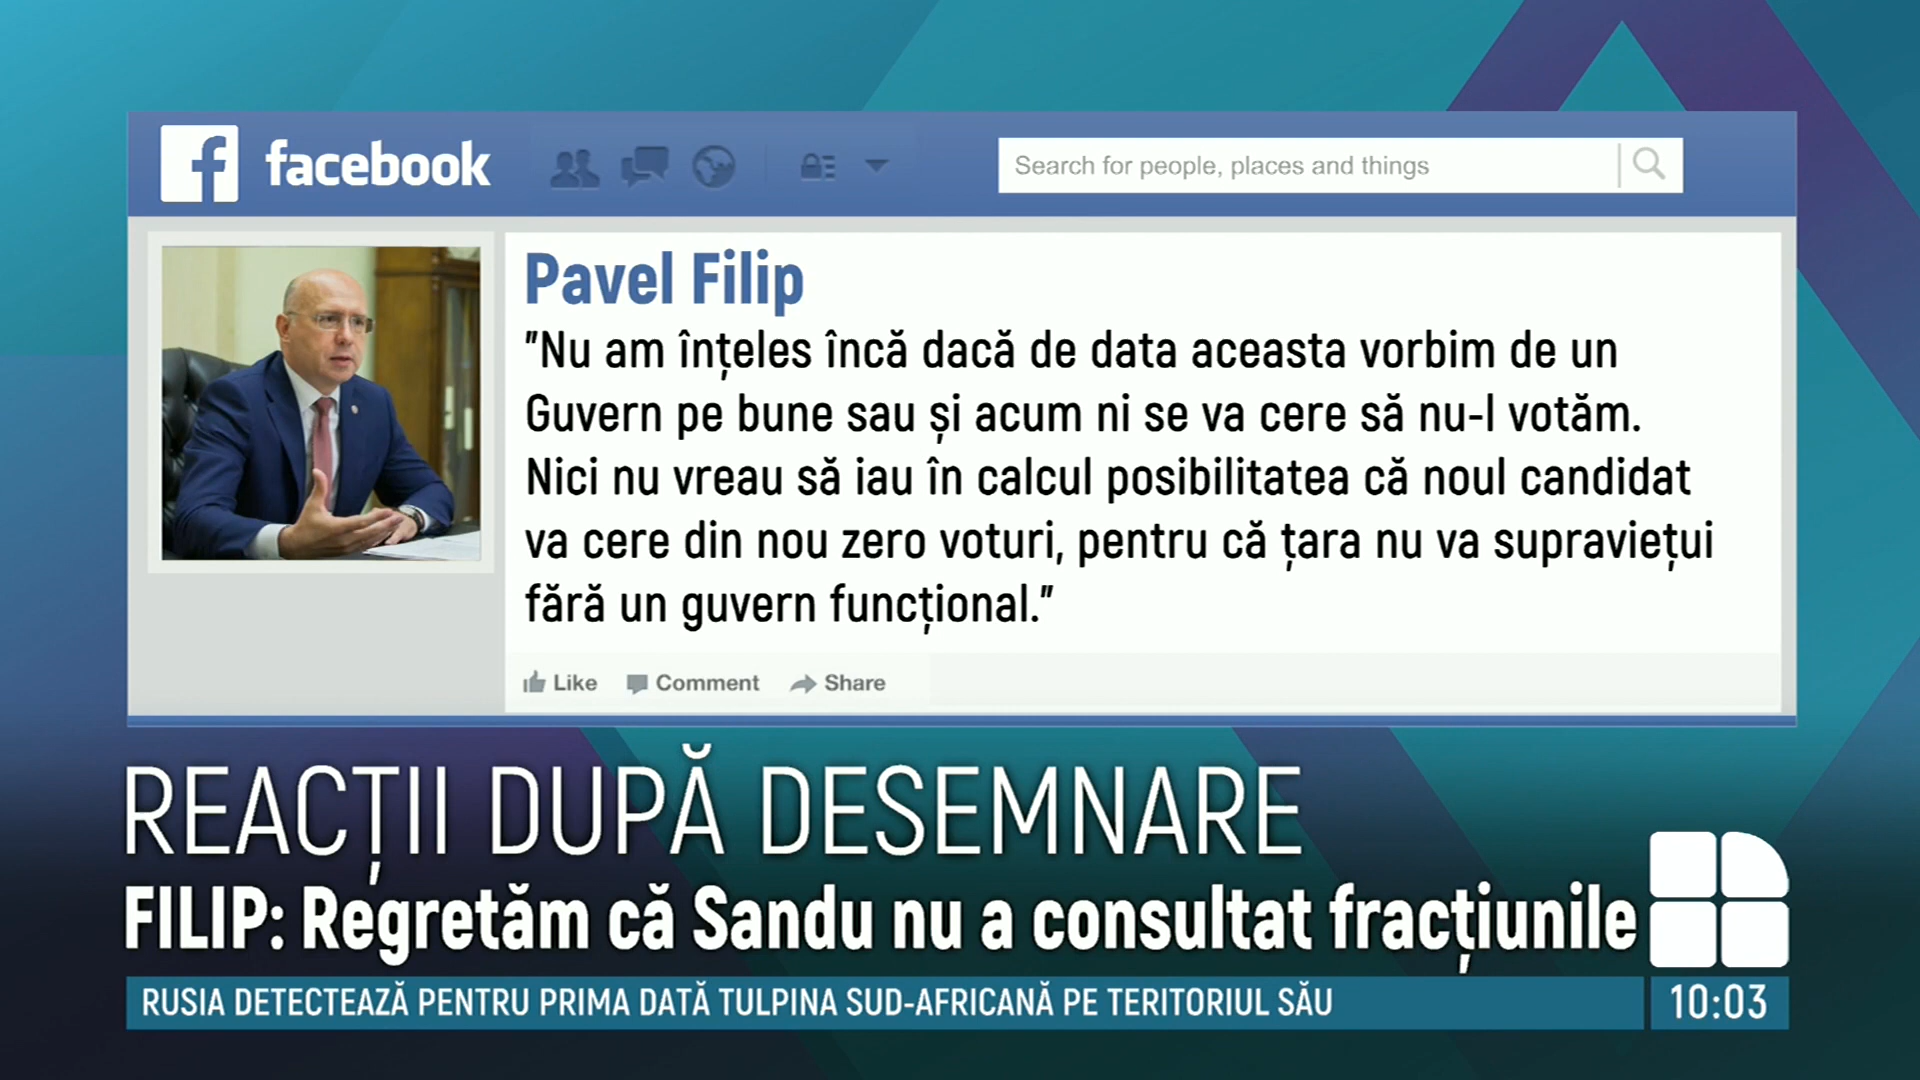 facebook
Search for people, places and things
Pavel Filip
"Nu am înțeles încă dacă de data aceasta vorbim de un
Guvern pe bune sau și acum ni se va cere să nu-l votăm.
Nici nu vreau să iau în calcul posibilitatea că noul candidat
va cere din nou zero voturi, pentru că țara nu va supraviețui
fără un guvern funcțional."
Like Comment Share
REACȚII DUPĂ DESEMNARE
FILIP: Regretăm că Sandu nu a consultat fracțiunile
RUSIA DETECTEAZĂ PENTRU PRIMA DATĂ TULPINA SUD-AFRICANĂ PE TERITORIUL SĂU
10:03